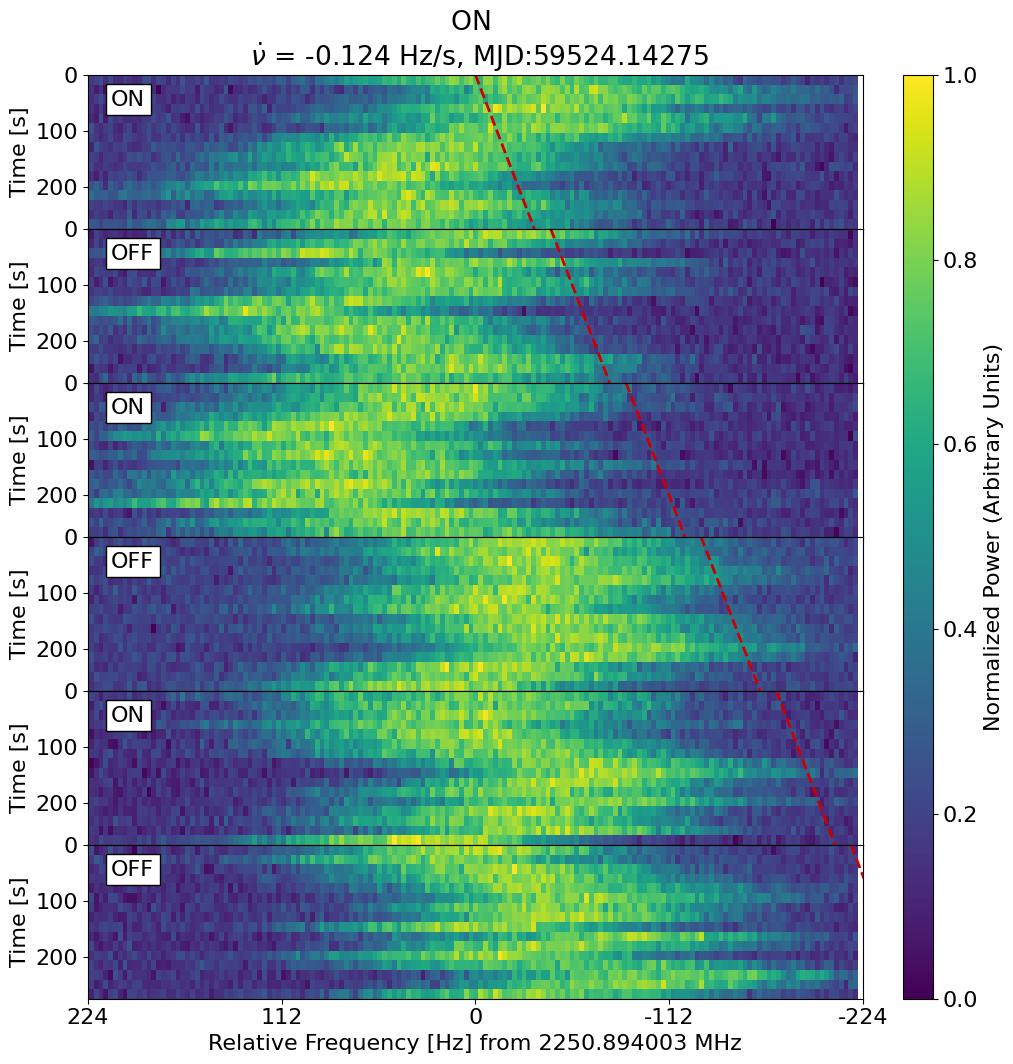 ON
ν̇ = -0.124 Hz/s, MJD:59524.14275
0
ON
100
200
Time [s]
0
OFF
100
200
Time [s]
0
ON
100
200
Time [s]
0
OFF
100
200
Time [s]
0
ON
100
200
Time [s]
0
OFF
100
200
Time [s]
224 112 0 -112 -224
Relative Frequency [Hz] from 2250.894003 MHz
1.0
0.8
0.6
0.4
0.2
0.0
Normalized Power (Arbitrary Units)